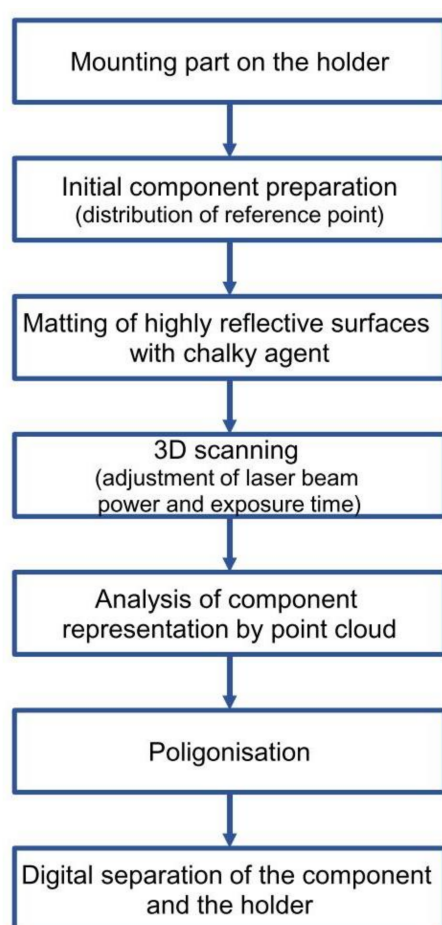 Mounting part on the holder
Initial component preparation
(distribution of reference point)
Matting of highly reflective surfaces
with chalky agent
3D scanning
(adjustment of laser beam
power and exposure time)
Analysis of component
representation by point cloud
Poligonisation
Digital separation of the component
and the holder